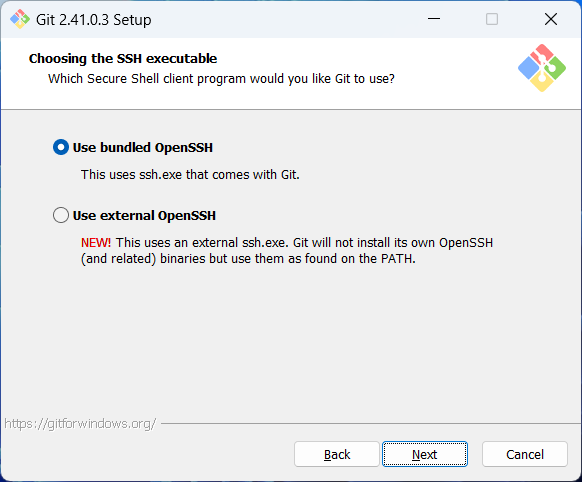 Git 2.41.0.3 Setup
Choosing the SSH executable
Which Secure Shell client program would you like Git to use?
Use bundled OpenSSH
This uses ssh.exe that comes with Git.
Use external OpenSSH
NEW! This uses an external ssh.exe. Git will not install its own OpenSSH
(and related) binaries but use them as found on the PATH.
https://gitforwindows.org/
Back
Next
Cancel